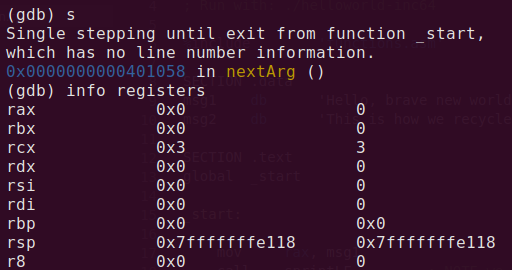 (gdb) s
Single stepping until exit from function _start,
which has no line number information.
0x0000000000401058 in nextArg ()
(gdb) info registers
rax 0x0 0
rbx 0x0 0
rcx 0x3 3
rdx 0x0 0
rsi 0x0 0
rdi 0x0 0
rbp 0x0 0x0
rsp 0x7fffffffe118 0x7fffffffe118
r8 0x0 0